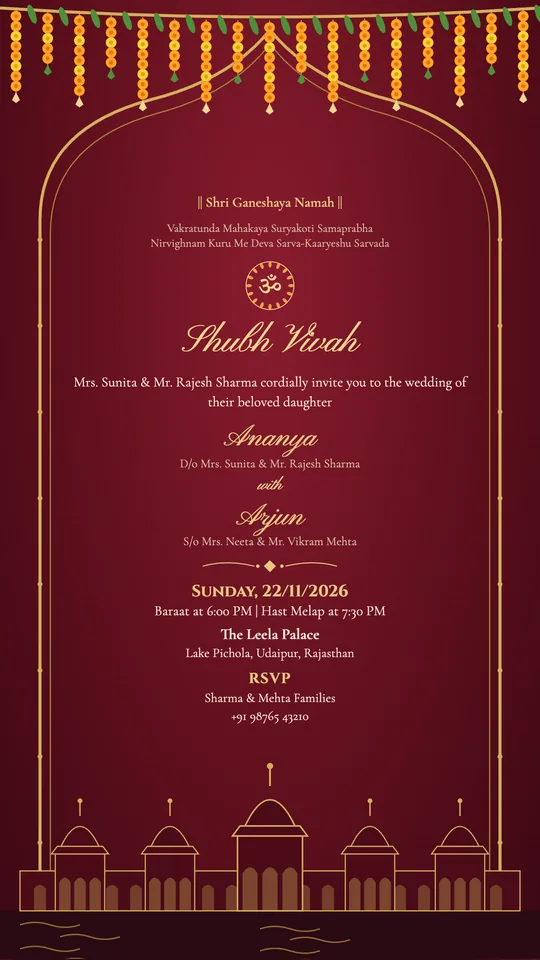 || Shri Ganeshaya Namah ||
Vakratunda Mahakaya Suryakoti Samaprabha
Nirvighnam Kuru Me Deva Sarva-Kaaryeshu Sarvada
ॐ
Shubh Vivah
Mrs. Sunita & Mr. Rajesh Sharma cordially invite you to the wedding of
their beloved daughter
Ananya
D/o Mrs. Sunita & Mr. Rajesh Sharma
with
Arjun
S/o Mrs. Neeta & Mr. Vikram Mehta
Sunday, 22/11/2026
Baraat at 6:00 PM | Hast Melap at 7:30 PM
The Leela Palace
Lake Pichola, Udaipur, Rajasthan
RSVP
Sharma & Mehta Families
+91 98765 43210